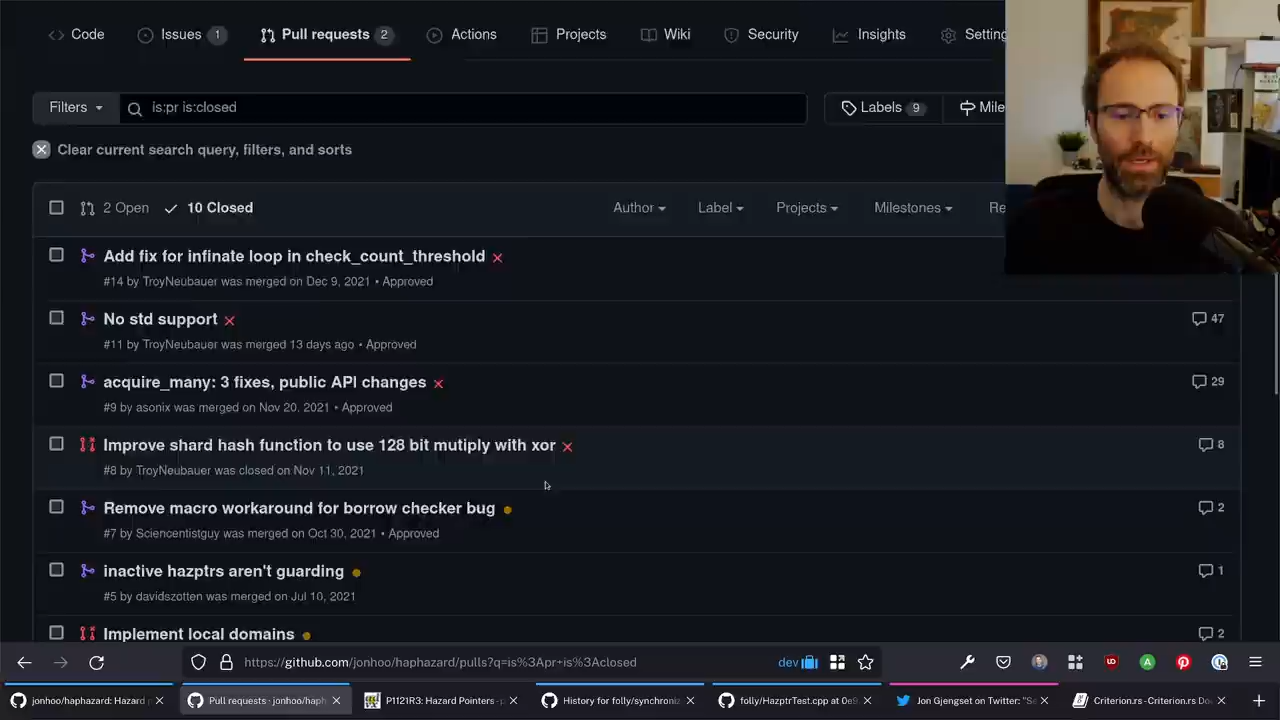 Code Issues 1 Pull requests 2 Actions Projects Wiki Security Insights Settin
Filters is:pr is:closed Labels 9 Mile
Clear current search query, filters, and sorts
2 Open 10 Closed Author Label Projects Milestones Re
Add fix for infinate loop in check_count_threshold
#14 by TroyNeubauer was merged on Dec 9, 2021 • Approved
No std support 47
#11 by TroyNeubauer was merged 13 days ago • Approved
acquire_many: 3 fixes, public API changes 29
#9 by asonix was merged on Nov 20, 2021 • Approved
Improve shard hash function to use 128 bit mutiply with xor 8
#8 by TroyNeubauer was closed on Nov 11, 2021
Remove macro workaround for borrow checker bug 2
#7 by Sciencentistguy was merged on Oct 30, 2021 • Approved
inactive hazptrs aren't guarding 1
#5 by davidszotten was merged on Jul 10, 2021
Implement local domains 2
https://github.com/jonhoo/haphazard/pulls?q=is%3Apr+is%3Aclosed dev
jonhoo/haphazard: Hazard p Pull requests · jonhoo/haph P1121R3: Hazard Pointers - p History for folly/synchroniz folly/HazptrTest.cpp at 0e9 Jon Gjengset on Twitter: "Se Criterion.rs - Criterion.rs Do